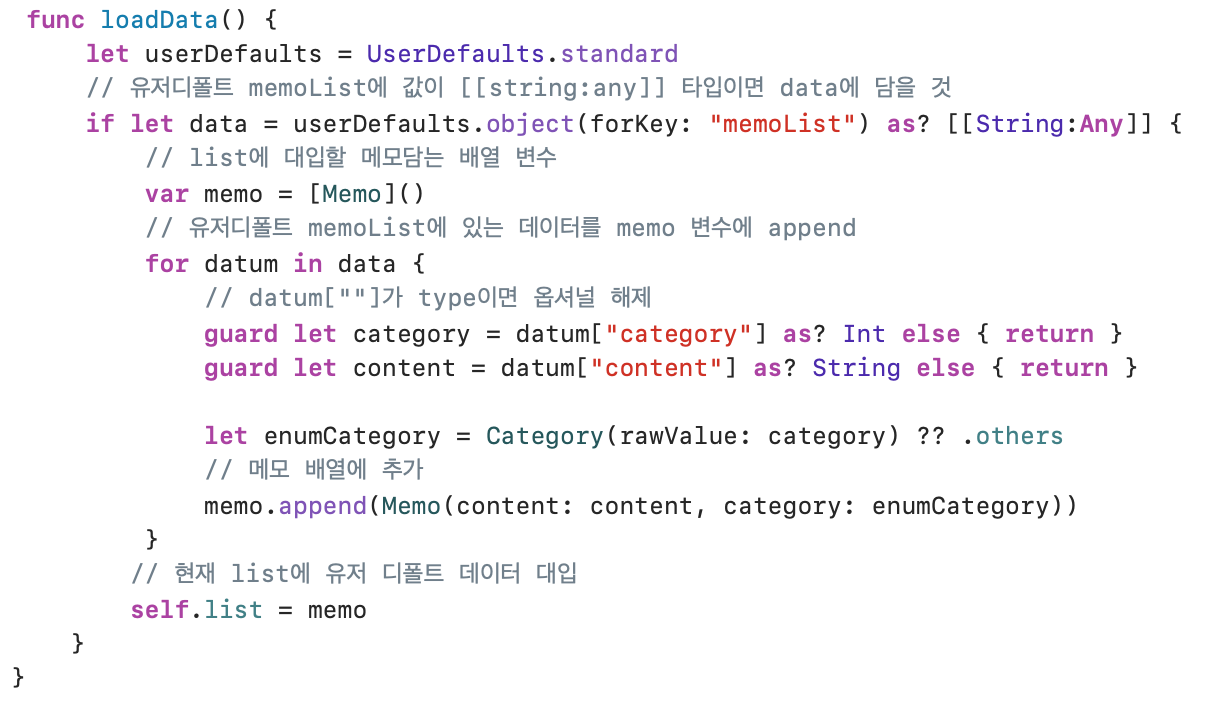 func loadData() {
let userDefaults = UserDefaults.standard
// 유저디폴트 memoList에 값이 [[string:any]] 타입이면 data에 담을 것
if let data = userDefaults.object(forKey: "memoList") as? [[String:Any]] {
// list에 대입할 메모담는 배열 변수
var memo = [Memo]()
// 유저디폴트 memoList에 있는 데이터를 memo 변수에 append
for datum in data {
// datum[""]가 type이면 옵셔널 해제
guard let category = datum["category"] as? Int else { return }
guard let content = datum["content"] as? String else { return }
let enumCategory = Category(rawValue: category) ?? .others
// 메모 배열에 추가
memo.append(Memo(content: content, category: enumCategory))
}
// 현재 list에 유저 디폴트 데이터 대입
self.list = memo
}
}